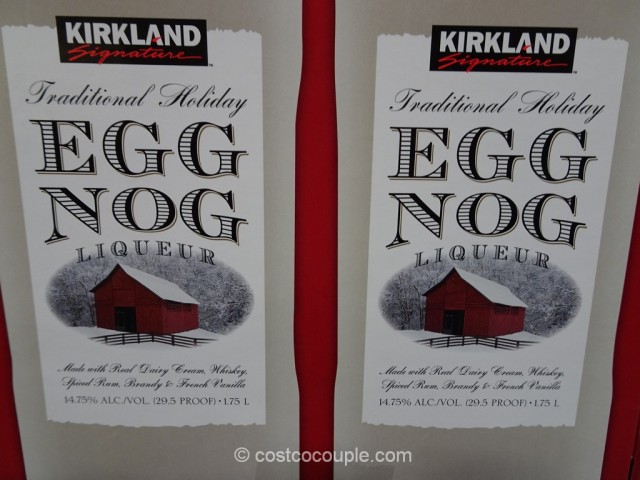 KIRKLAND
Signature™
Traditional Holiday
EGG
NOG
LIQUEUR
Made with Real Dairy Cream, Whiskey,
Spiced Rum, Brandy & French Vanilla
14.75% ALC./VOL. (29.5 PROOF) • 1.75 L
KIRKLAND
Signature™
Traditional Holiday
EGG
NOG
LIQUEUR
Made with Real Dairy Cream, Whiskey,
Spiced Rum, Brandy & French Vanilla
14.75% ALC./VOL. (29.5 PROOF) • 1.75 L
© costcocouple.com